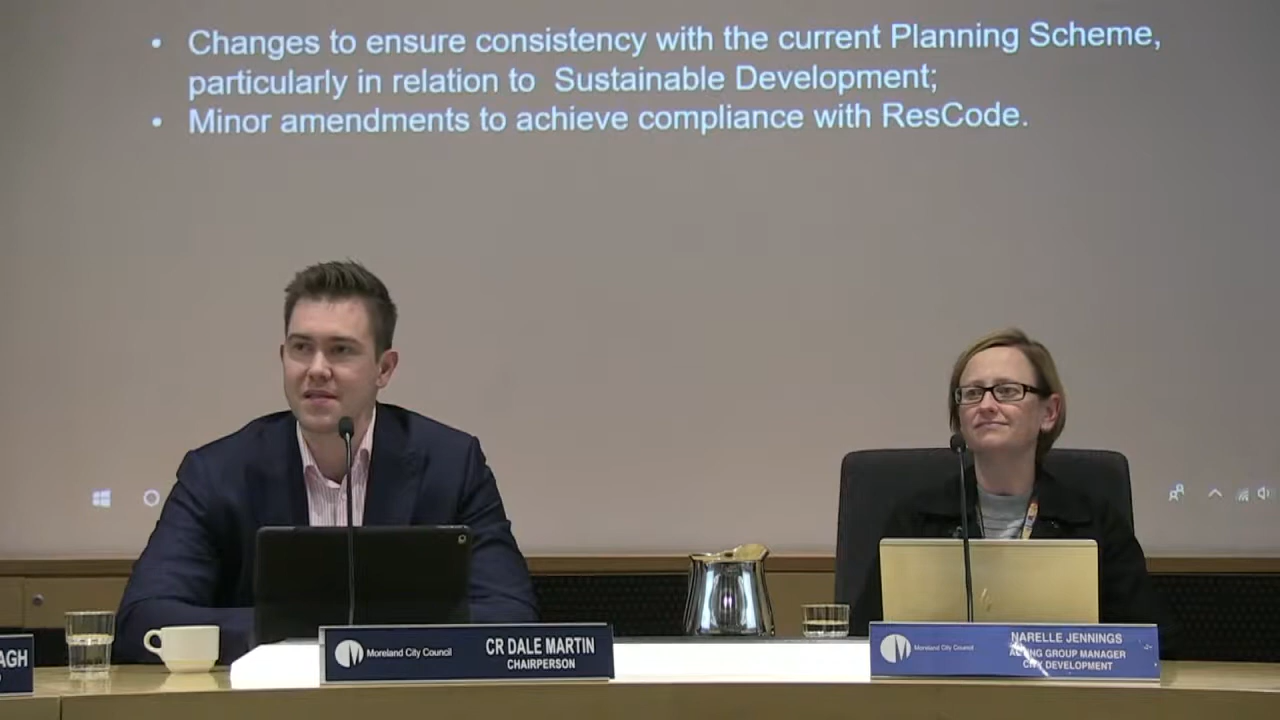 • Changes to ensure consistency with the current Planning Scheme,
particularly in relation to Sustainable Development;
• Minor amendments to achieve compliance with ResCode.
AGH
Moreland City Council
CR DALE MARTIN
CHAIRPERSON
Moreland City Council
NARELLE JENNINGS
ACTING GROUP MANAGER
CITY DEVELOPMENT